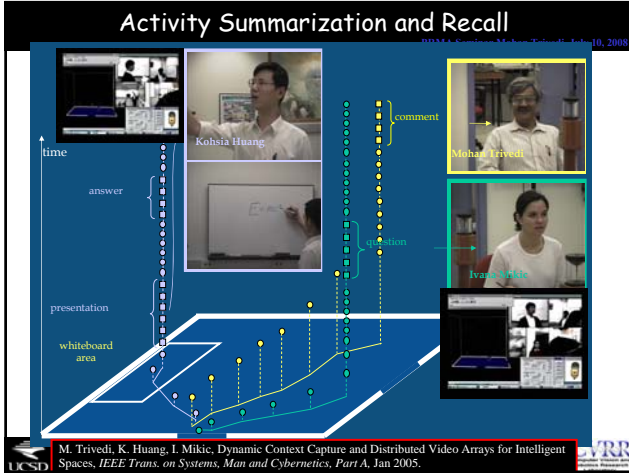 Activity Summarization and Recall
Kohsia Huang
comment
Mohan Trivedi
time
answer
question
Ivana Mikic
presentation
whiteboard
area
M. Trivedi, K. Huang, I. Mikic, Dynamic Context Capture and Distributed Video Arrays for Intelligent
Spaces, IEEE Trans. on Systems, Man and Cybernetics, Part A, Jan 2005.
UCSD
CVRR